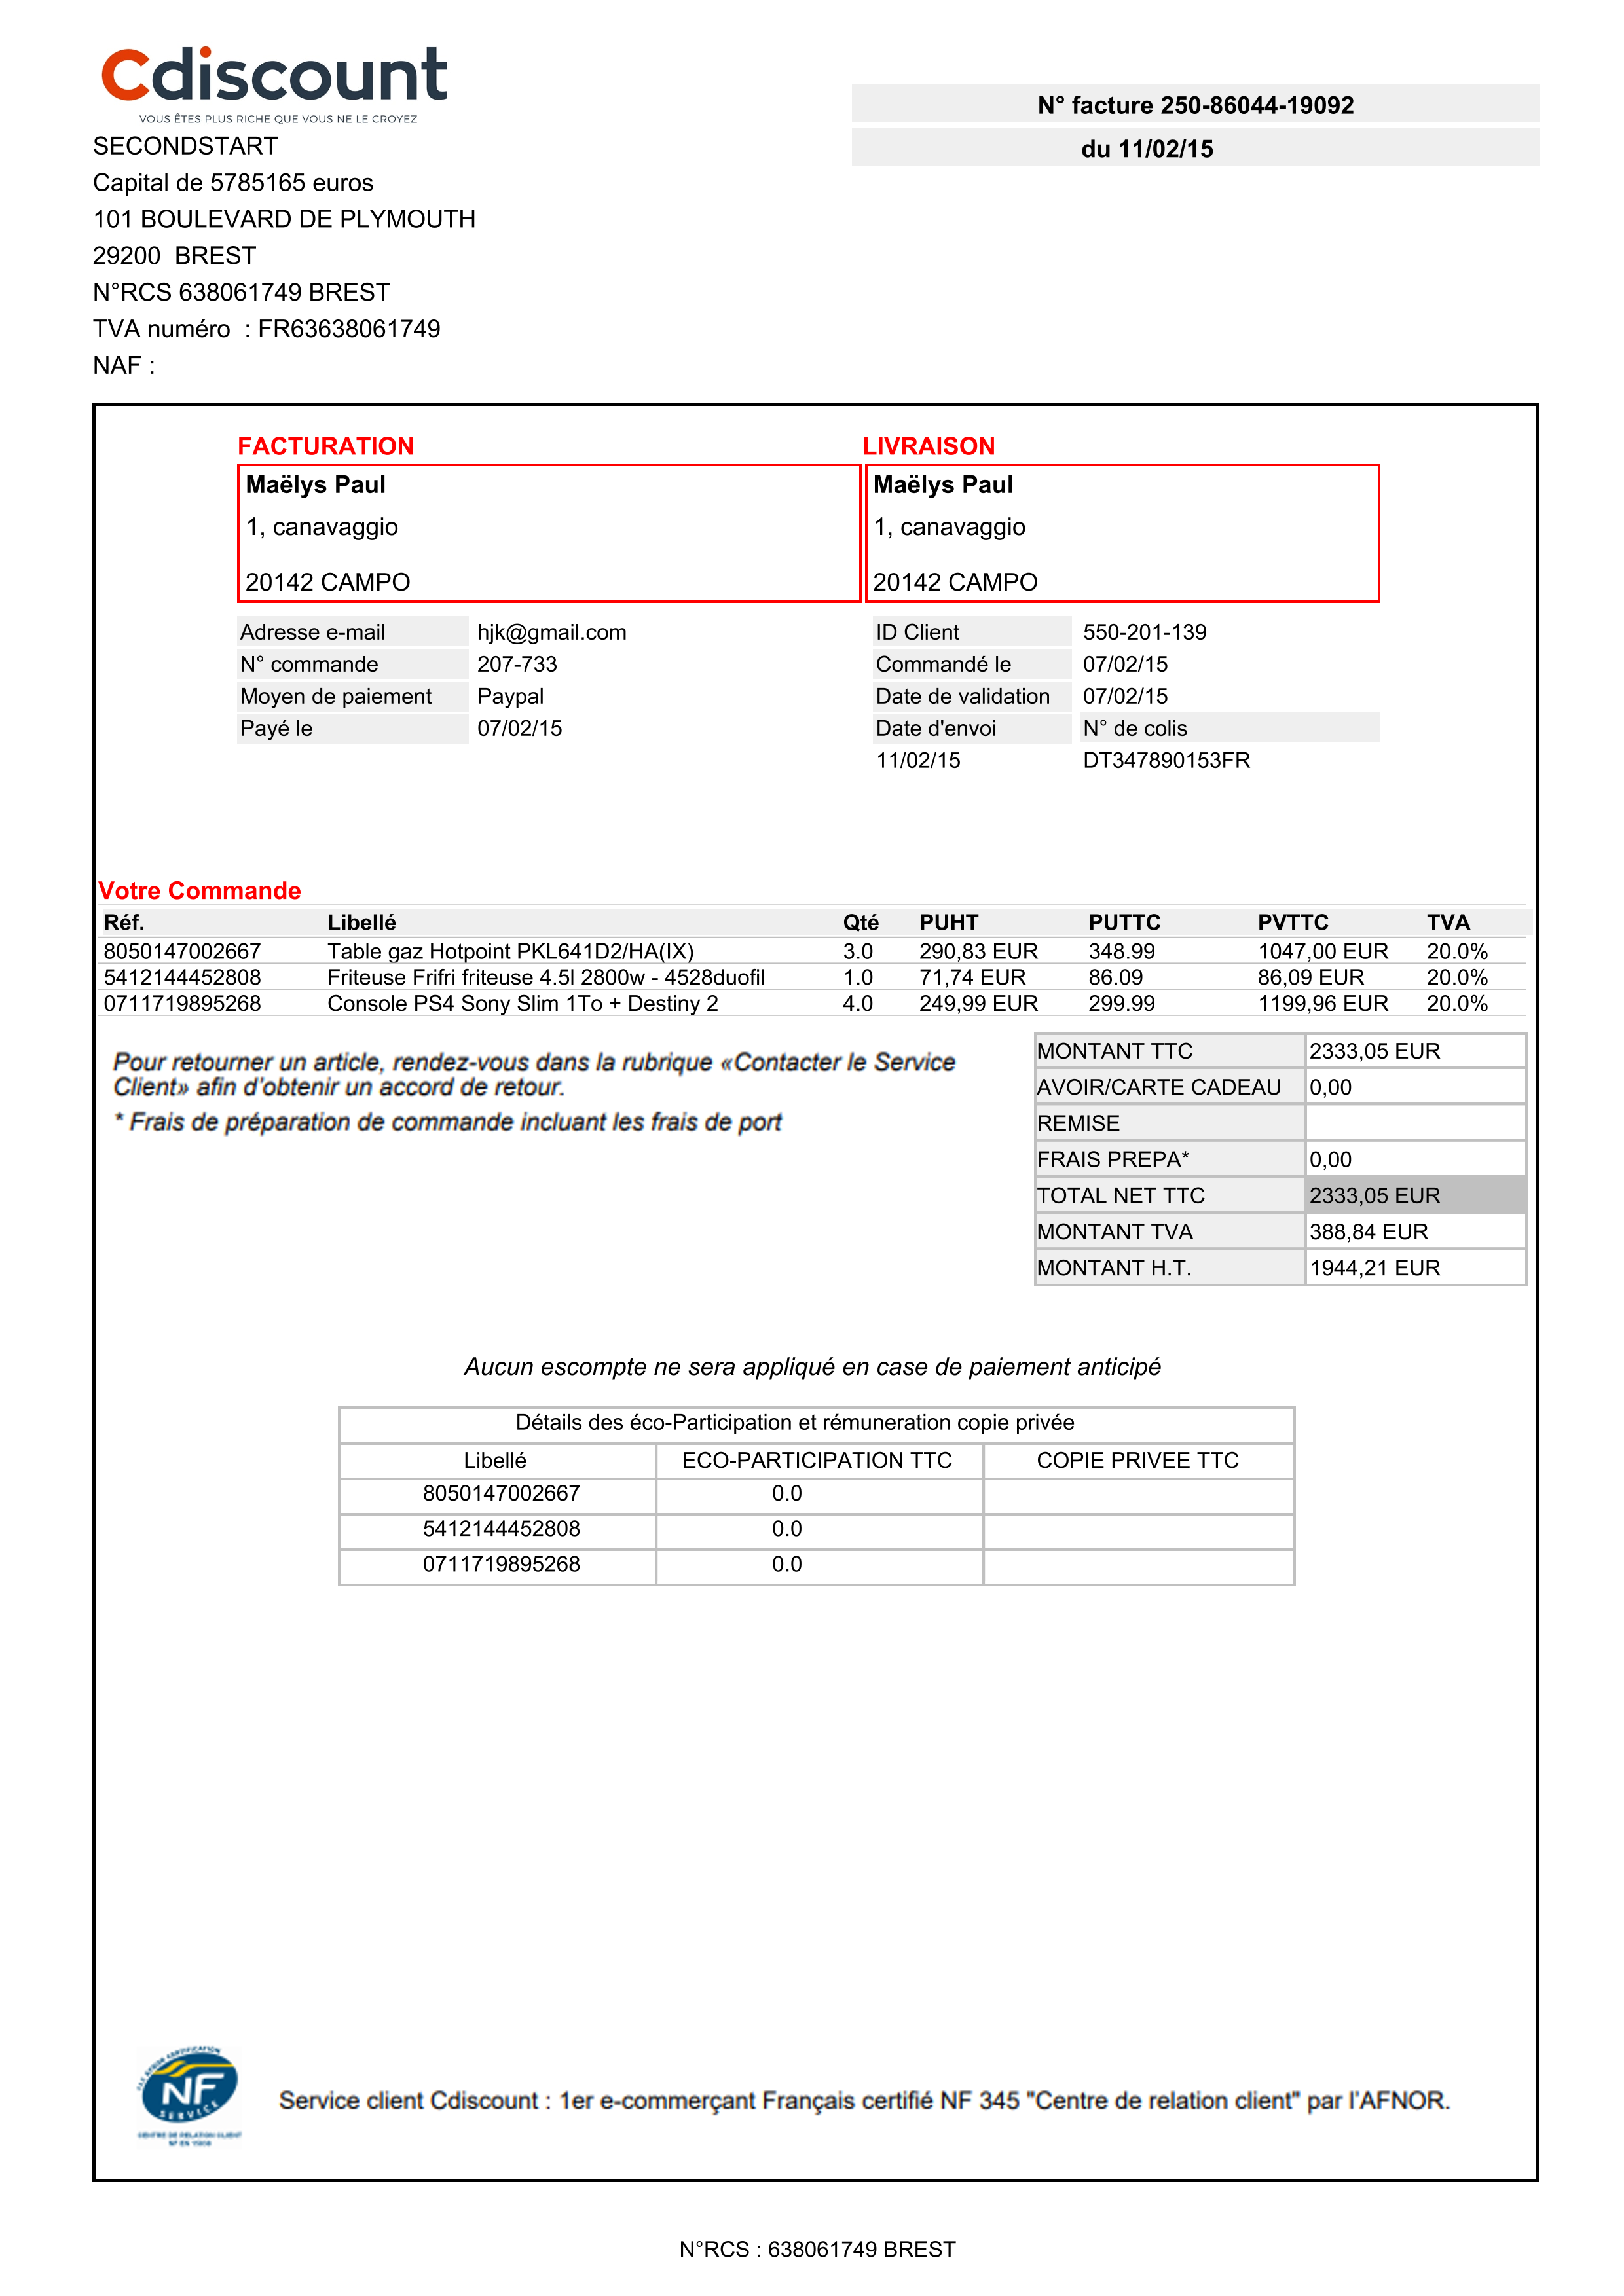 Cdiscount
VOUS ÊTES PLUS RICHE QUE VOUS NE LE CROYEZ
N° facture 250-86044-19092
du 11/02/15
SECONDSTART
Capital de 5785165 euros
101 BOULEVARD DE PLYMOUTH
29200 BREST
N°RCS 638061749 BREST
TVA numéro : FR63638061749
NAF :
FACTURATION
Maëlys Paul
1, canavaggio
20142 CAMPO
LIVRAISON
Maëlys Paul
1, canavaggio
20142 CAMPO
Adresse e-mail hjk@gmail.com
N° commande 207-733
Moyen de paiement Paypal
Payé le 07/02/15
ID Client 550-201-139
Commandé le 07/02/15
Date de validation 07/02/15
Date d'envoi N° de colis
11/02/15 DT347890153FR
Votre Commande
Réf. Libellé Qté PUHT PUTTC PVTTC TVA
8050147002667 Table gaz Hotpoint PKL641D2/HA(IX) 3.0 290,83 EUR 348.99 1047,00 EUR 20.0%
5412144452808 Friteuse Frifri friteuse 4.5l 2800w - 4528duofil 1.0 71,74 EUR 86.09 86,09 EUR 20.0%
0711719895268 Console PS4 Sony Slim 1To + Destiny 2 4.0 249,99 EUR 299.99 1199,96 EUR 20.0%
Pour retourner un article, rendez-vous dans la rubrique «Contacter le Service
Client» afin d'obtenir un accord de retour.
* Frais de préparation de commande incluant les frais de port
MONTANT TTC 2333,05 EUR
AVOIR/CARTE CADEAU 0,00
REMISE
FRAIS PREPA* 0,00
TOTAL NET TTC 2333,05 EUR
MONTANT TVA 388,84 EUR
MONTANT H.T. 1944,21 EUR
Aucun escompte ne sera appliqué en case de paiement anticipé
Détails des éco-Participation et rémuneration copie privée
Libellé ECO-PARTICIPATION TTC COPIE PRIVEE TTC
8050147002667 0.0
5412144452808 0.0
0711719895268 0.0
NF
SERVICE
CENTRE DE RELATION CLIENT
Service client Cdiscount : 1er e-commerçant Français certifié NF 345 "Centre de relation client" par l'AFNOR.
N°RCS : 638061749 BREST